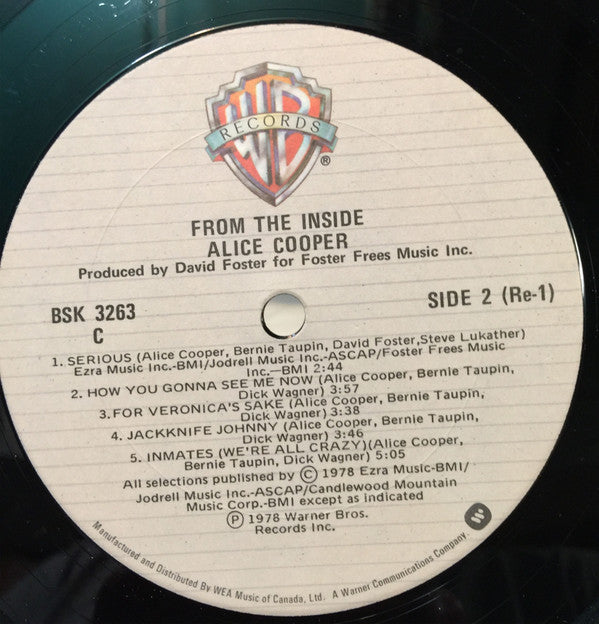 WB
RECORDS
®
FROM THE INSIDE
ALICE COOPER
Produced by David Foster for Foster Frees Music Inc.
BSK 3263
SIDE 2 (Re-1)
C
1. SERIOUS (Alice Cooper, Bernie Taupin, David Foster,Steve Lukather)
Ezra Music Inc.-BMI/Jodrell Music Inc.-ASCAP/Foster Frees Music
Inc.—BMI 2:44
2. HOW YOU GONNA SEE ME NOW (Alice Cooper, Bernie Taupin,
Dick Wagner) 3:57
3. FOR VERONICA'S SAKE (Alice Cooper, Bernie Taupin,
Dick Wagner) 3:38
4. JACKKNIFE JOHNNY (Alice Cooper, Bernie Taupin,
Dick Wagner) 3:46
5. INMATES (WE'RE ALL CRAZY)(Alice Cooper,
Bernie Taupin, Dick Wagner) 5:05
All selections published by © 1978 Ezra Music-BMI/
Jodrell Music Inc.-ASCAP/Candlewood Mountain
Music Corp.-BMI except as indicated
℗ 1978 Warner Bros.
Records Inc.
Manufactured and Distributed By WEA Music of Canada, Ltd. A Warner Communications Company.